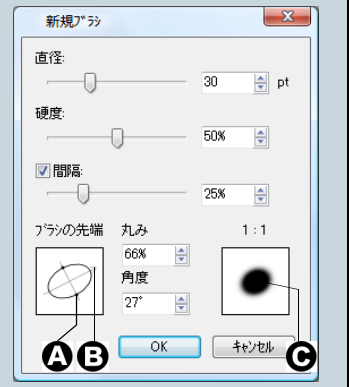 新規ブラシ
直径:
30 pt
硬度:
50%
間隔:
25%
ブラシの先端 丸み 1 : 1
66%
角度
27°
A B C
OK キャンセル